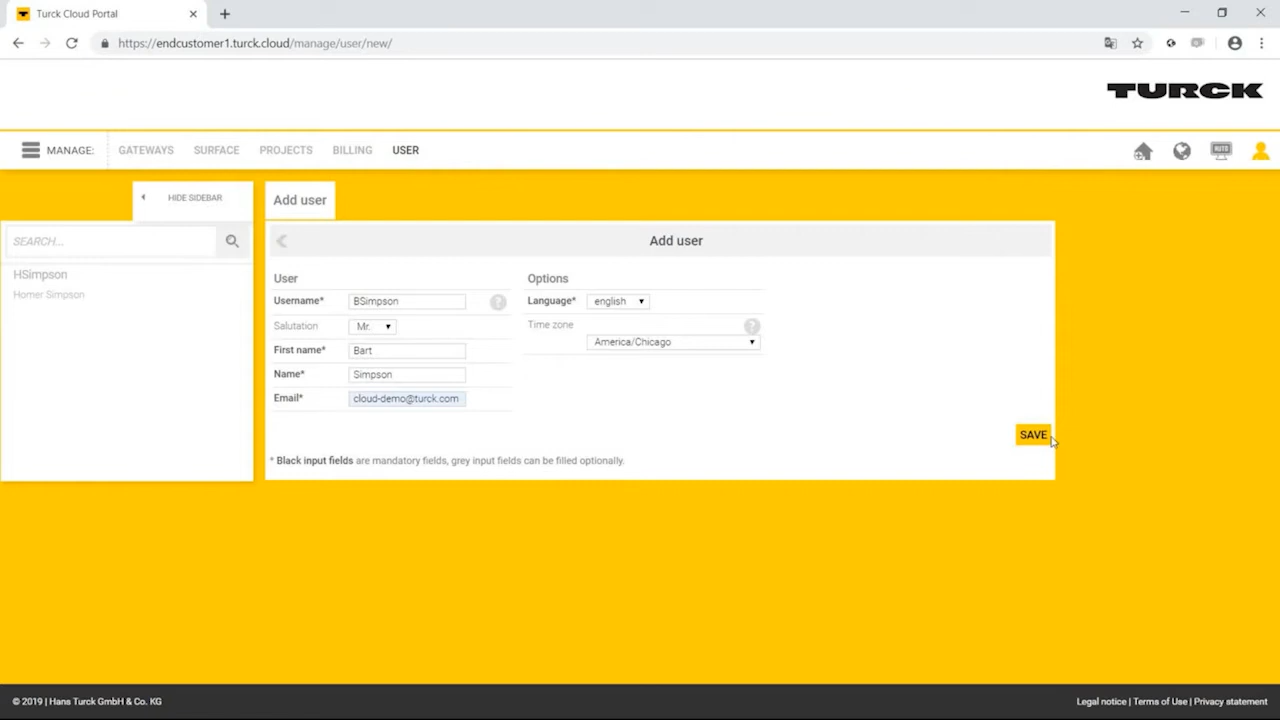 Turck Cloud Portal
https://endcustomer1.turck.cloud/manage/user/new/
TURCK
MANAGE:
GATEWAYS
SURFACE
PROJECTS
BILLING
USER
AUTO
HIDE SIDEBAR
SEARCH...
HSimpson
Homer Simpson
Add user
Add user
User
Username* BSimpson ?
Salutation Mr.
First name* Bart
Name* Simpson
Email* cloud-demo@turck.com
Options
Language* english
Time zone ?
America/Chicago
SAVE
* Black input fields are mandatory fields, grey input fields can be filled optionally.
© 2019 | Hans Turck GmbH & Co. KG
Legal notice | Terms of Use | Privacy statement